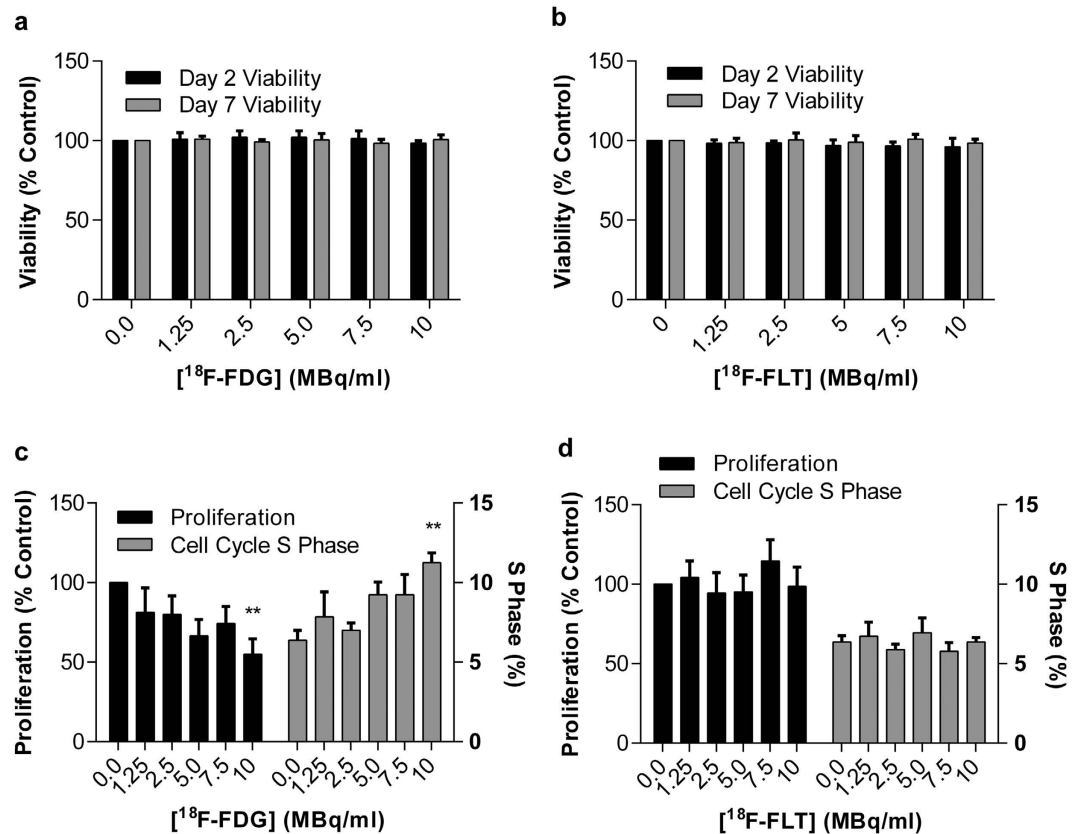 a
150
100
50
0
Viability (% Control)
Day 2 Viability
Day 7 Viability
0.0 1.25 2.5 5.0 7.5 10
[¹⁸F-FDG] (MBq/ml)
b
150
100
50
0
Viability (% Control)
Day 2 Viability
Day 7 Viability
0 1.25 2.5 5 7.5 10
[¹⁸F-FLT] (MBq/ml)
c
150
100
50
0
Proliferation (% Control)
Proliferation
Cell Cycle S Phase
**
**
15
10
5
0
S Phase (%)
0.0 1.25 2.5 5.0 7.5 10 0.0 1.25 2.5 5.0 7.5 10
[¹⁸F-FDG] (MBq/ml)
d
Proliferation
Cell Cycle S Phase
150
100
50
0
Proliferation (% Control)
15
10
5
0
S Phase (%)
0.0 1.25 2.5 5.0 7.5 10 0.0 1.25 2.5 5.0 7.5 10
[¹⁸F-FLT] (MBq/ml)